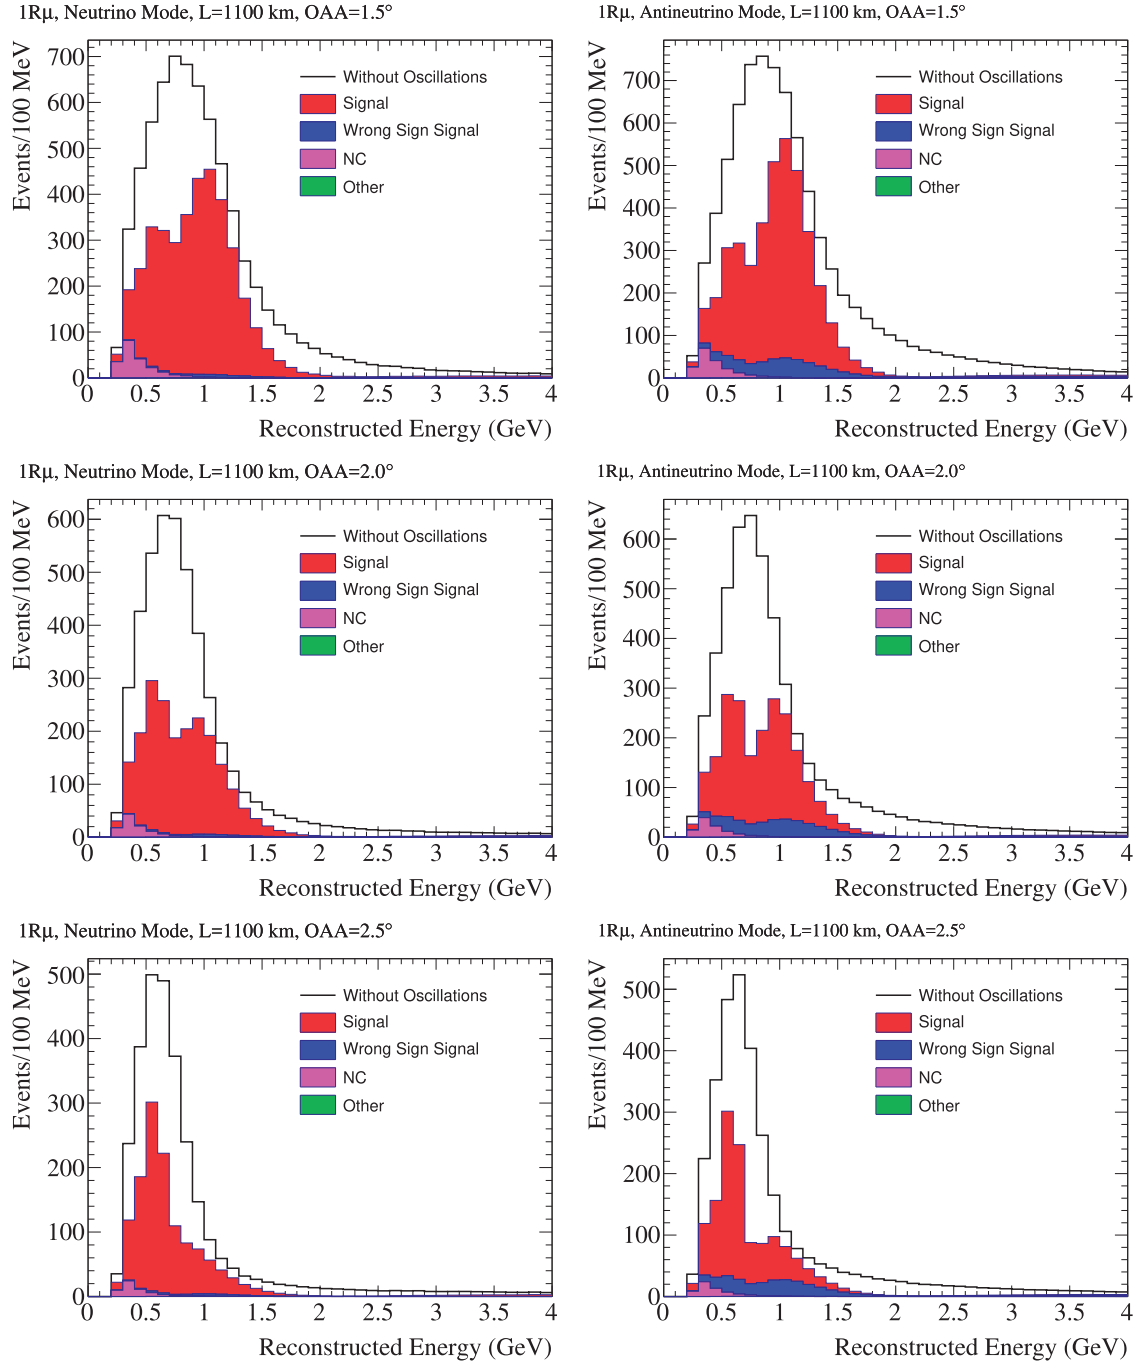 1Rμ, Neutrino Mode, L=1100 km, OAA=1.5°
Events/100 MeV
700
600
500
400
300
200
100
0
Without Oscillations
Signal
Wrong Sign Signal
NC
Other
0 0.5 1 1.5 2 2.5 3 3.5 4
Reconstructed Energy (GeV)
1Rμ, Antineutrino Mode, L=1100 km, OAA=1.5°
Events/100 MeV
700
600
500
400
300
200
100
0
Without Oscillations
Signal
Wrong Sign Signal
NC
Other
0 0.5 1 1.5 2 2.5 3 3.5 4
Reconstructed Energy (GeV)
1Rμ, Neutrino Mode, L=1100 km, OAA=2.0°
Events/100 MeV
600
500
400
300
200
100
0
Without Oscillations
Signal
Wrong Sign Signal
NC
Other
0 0.5 1 1.5 2 2.5 3 3.5 4
Reconstructed Energy (GeV)
1Rμ, Antineutrino Mode, L=1100 km, OAA=2.0°
Events/100 MeV
600
500
400
300
200
100
0
Without Oscillations
Signal
Wrong Sign Signal
NC
Other
0 0.5 1 1.5 2 2.5 3 3.5 4
Reconstructed Energy (GeV)
1Rμ, Neutrino Mode, L=1100 km, OAA=2.5°
Events/100 MeV
500
400
300
200
100
0
Without Oscillations
Signal
Wrong Sign Signal
NC
Other
0 0.5 1 1.5 2 2.5 3 3.5 4
Reconstructed Energy (GeV)
1Rμ, Antineutrino Mode, L=1100 km, OAA=2.5°
Events/100 MeV
500
400
300
200
100
0
Without Oscillations
Signal
Wrong Sign Signal
NC
Other
0 0.5 1 1.5 2 2.5 3 3.5 4
Reconstructed Energy (GeV)